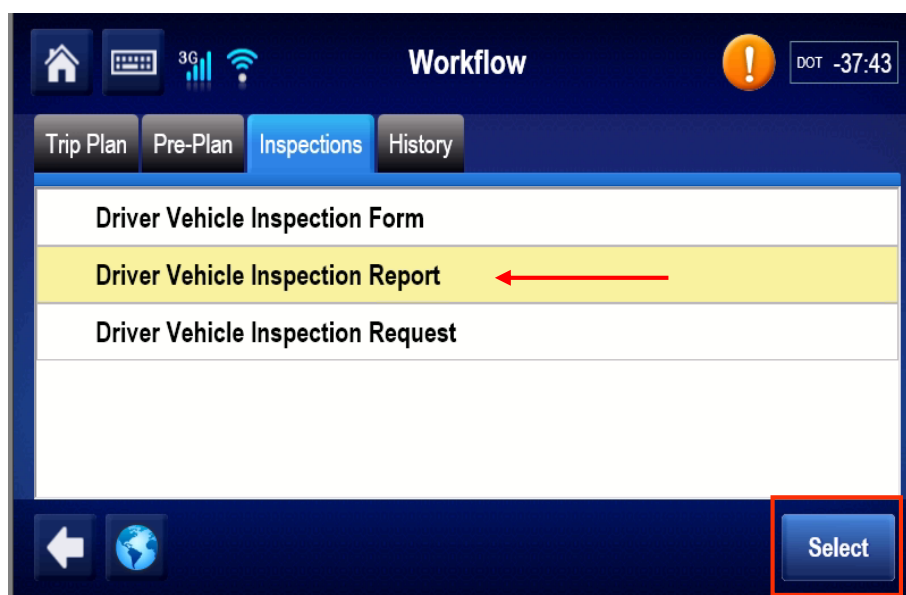 3G
Workflow
DOT -37:43
Trip Plan
Pre-Plan
Inspections
History
Driver Vehicle Inspection Form
Driver Vehicle Inspection Report
Driver Vehicle Inspection Request
Select